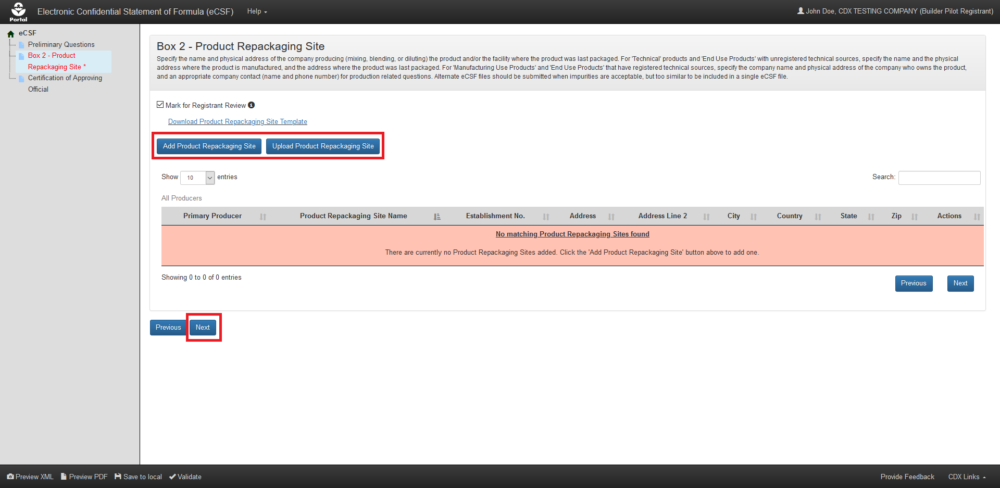 Portal
Electronic Confidential Statement of Formula (eCSF)
Help
John Doe, CDX TESTING COMPANY (Builder Pilot Registrant)
eCSF
Preliminary Questions
Box 2 - Product
Repackaging Site *
Certification of Approving
Official
Box 2 - Product Repackaging Site
Specify the name and physical address of the company producing (mixing, blending, or diluting) the product and/or the facility where the product was last packaged. For 'Technical' products and 'End Use Products' with unregistered technical sources, specify the name and the physical
address where the product is manufactured, and the address where the product was last packaged. For 'Manufacturing Use Products' and 'End Use Products' that have registered technical sources, specify the company name and physical address of the company who owns the product,
and an appropriate company contact (name and phone number) for production related questions. Alternate eCSF files should be submitted when impurities are acceptable, but too similar to be included in a single eCSF file.
Mark for Registrant Review
Download Product Repackaging Site Template
Add Product Repackaging Site Upload Product Repackaging Site
Show 10 entries
Search:
All Producers
Primary Producer Product Repackaging Site Name Establishment No. Address Address Line 2 City Country State Zip Actions
No matching Product Repackaging Sites found
There are currently no Product Repackaging Sites added. Click the 'Add Product Repackaging Site' button above to add one.
Showing 0 to 0 of 0 entries
Previous Next
Previous Next
Preview XML Preview PDF Save to local Validate
Provide Feedback CDX Links